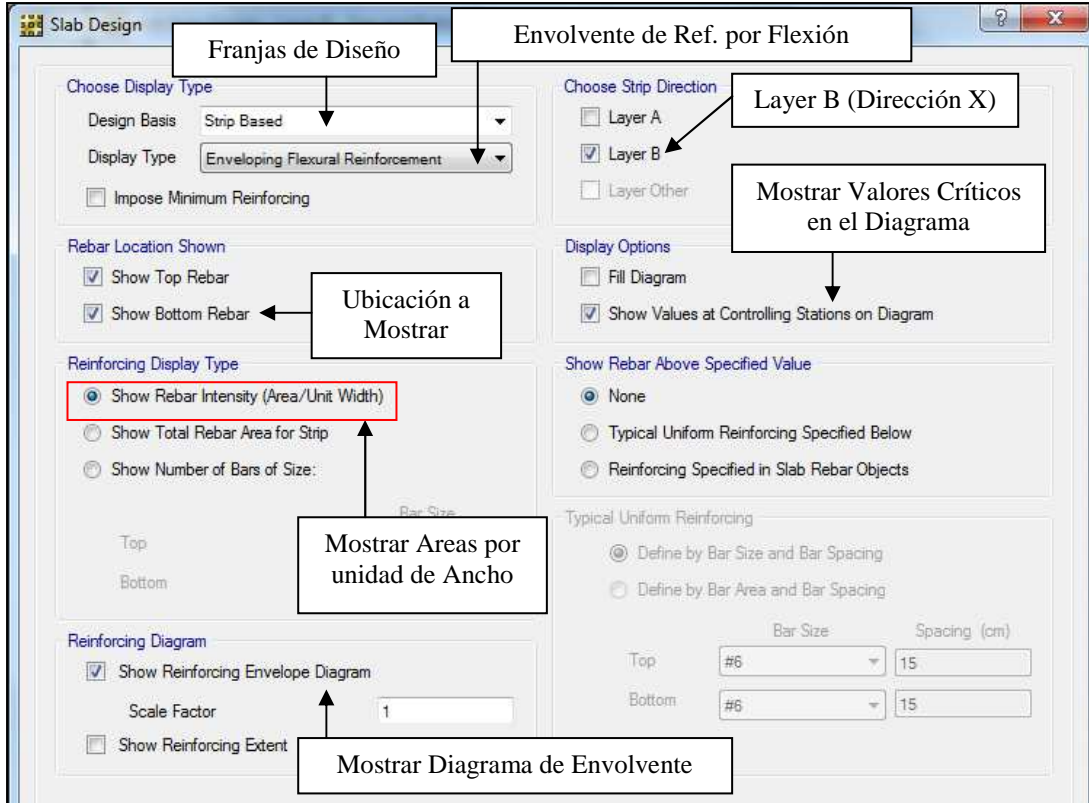 Slab Design
Franjas de Diseño
Envolvente de Ref. por Flexión
Choose Display Type
Design Basis Strip Based
Display Type Enveloping Flexural Reinforcement
Impose Minimum Reinforcing
Choose Strip Direction
Layer A
Layer B
Layer Other
Layer B (Dirección X)
Mostrar Valores Críticos
en el Diagrama
Rebar Location Shown
Show Top Rebar
Show Bottom Rebar
Ubicación a
Mostrar
Display Options
Fill Diagram
Show Values at Controlling Stations on Diagram
Reinforcing Display Type
Show Rebar Intensity (Area/Unit Width)
Show Total Rebar Area for Strip
Show Number of Bars of Size:
Bar Size
Top
Bottom
Mostrar Areas por
unidad de Ancho
Show Rebar Above Specified Value
None
Typical Uniform Reinforcing Specified Below
Reinforcing Specified in Slab Rebar Objects
Typical Uniform Reinforcing
Define by Bar Size and Bar Spacing
Define by Bar Area and Bar Spacing
Bar Size Spacing (cm)
Top #6 15
Bottom #6 15
Reinforcing Diagram
Show Reinforcing Envelope Diagram
Scale Factor 1
Show Reinforcing Extent
Mostrar Diagrama de Envolvente